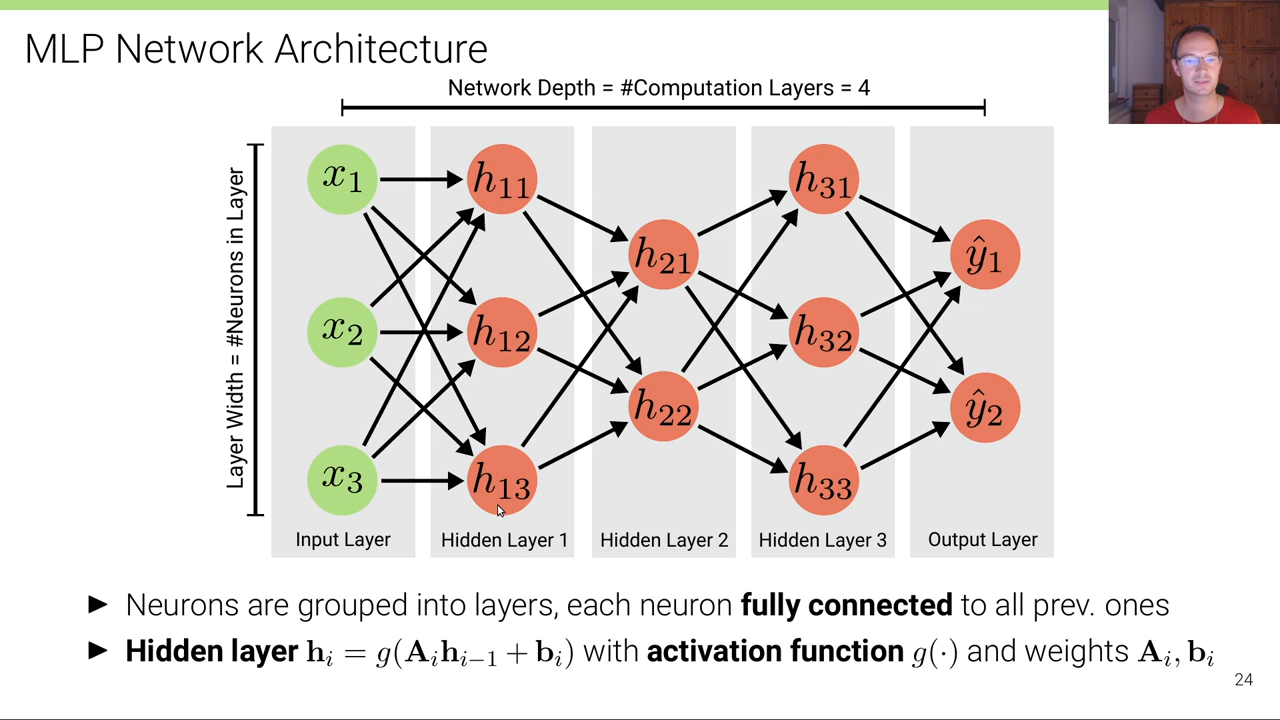 MLP Network Architecture
Network Depth = #Computation Layers = 4
Layer Width = #Neurons in Layer
x₁ h₁₁ h₃₁
h₂₁ ŷ₁
x₂ h₁₂ h₃₂
h₂₂ ŷ₂
x₃ h₁₃ h₃₃
Input Layer Hidden Layer 1 Hidden Layer 2 Hidden Layer 3 Output Layer
► Neurons are grouped into layers, each neuron fully connected to all prev. ones
► Hidden layer hᵢ = g(Aᵢhᵢ₋₁ + bᵢ) with activation function g(·) and weights Aᵢ, bᵢ
24